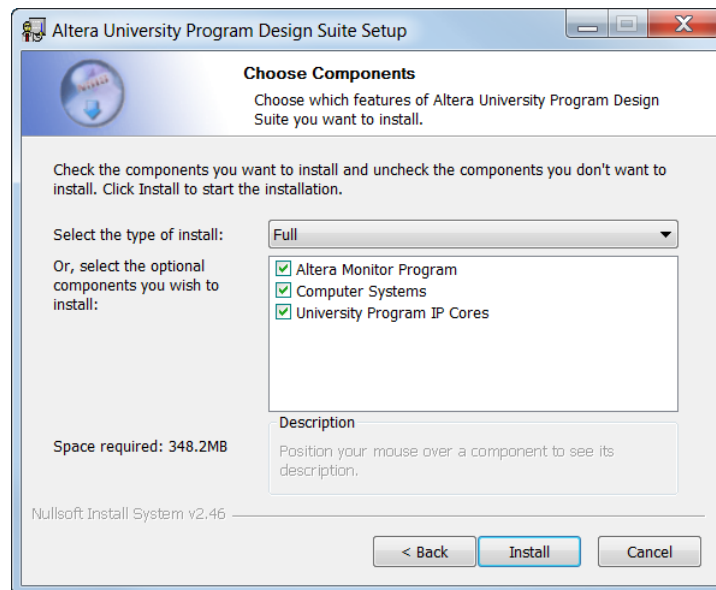 Altera University Program Design Suite Setup
Choose Components
Choose which features of Altera University Program Design
Suite you want to install.
Check the components you want to install and uncheck the components you don't want to
install. Click Install to start the installation.
Select the type of install:
Full
Or, select the optional
components you wish to
install:
Altera Monitor Program
Computer Systems
University Program IP Cores
Space required: 348.2MB
Description
Position your mouse over a component to see its
description.
Nullsoft Install System v2.46
< Back
Install
Cancel